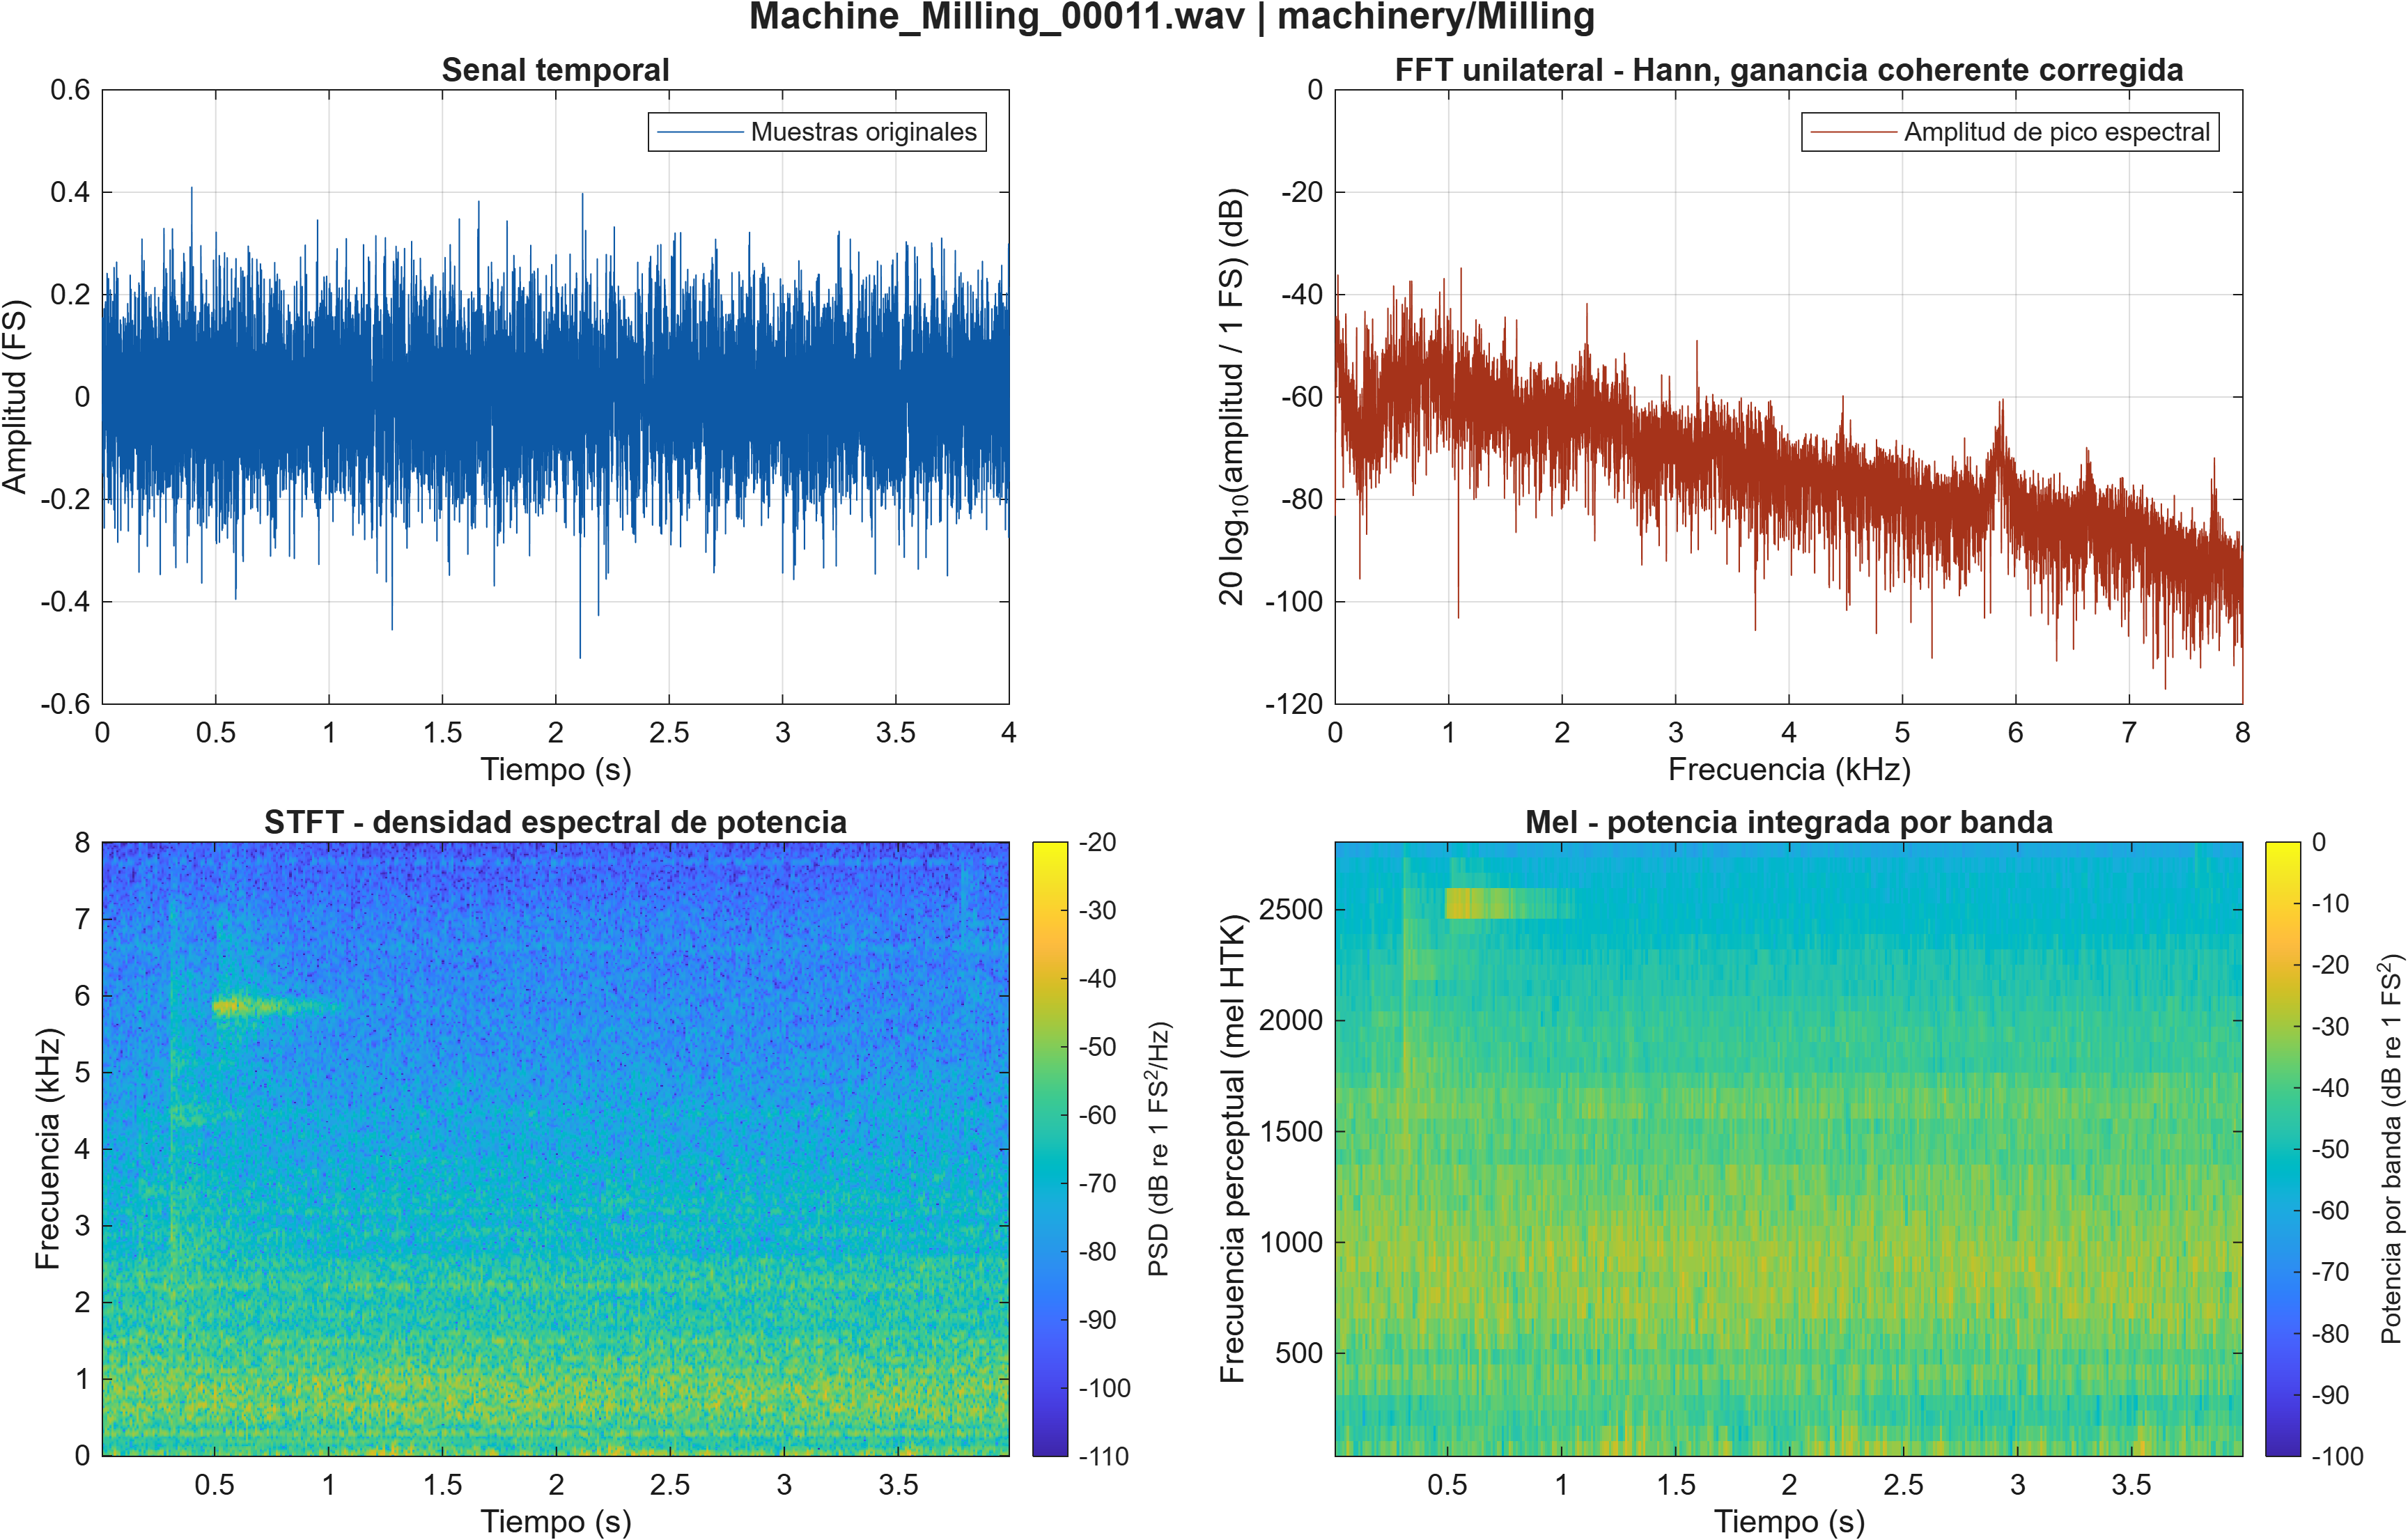 Machine_Milling_00011.wav | machinery/Milling
Senal temporal
0.6
0.4
0.2
0
-0.2
-0.4
-0.6
Amplitud (FS)
Muestras originales
0 0.5 1 1.5 2 2.5 3 3.5 4
Tiempo (s)
FFT unilateral - Hann, ganancia coherente corregida
0
-20
-40
-60
-80
-100
-120
20 log10(amplitud / 1 FS) (dB)
Amplitud de pico espectral
0 1 2 3 4 5 6 7 8
Frecuencia (kHz)
STFT - densidad espectral de potencia
8
7
6
5
4
3
2
1
0
Frecuencia (kHz)
0.5 1 1.5 2 2.5 3 3.5
Tiempo (s)
-20
-30
-40
-50
-60
-70
-80
-90
-100
-110
PSD (dB re 1 FS²/Hz)
Mel - potencia integrada por banda
2500
2000
1500
1000
500
Frecuencia perceptual (mel HTK)
0.5 1 1.5 2 2.5 3 3.5
Tiempo (s)
0
-10
-20
-30
-40
-50
-60
-70
-80
-90
-100
Potencia por banda (dB re 1 FS²)